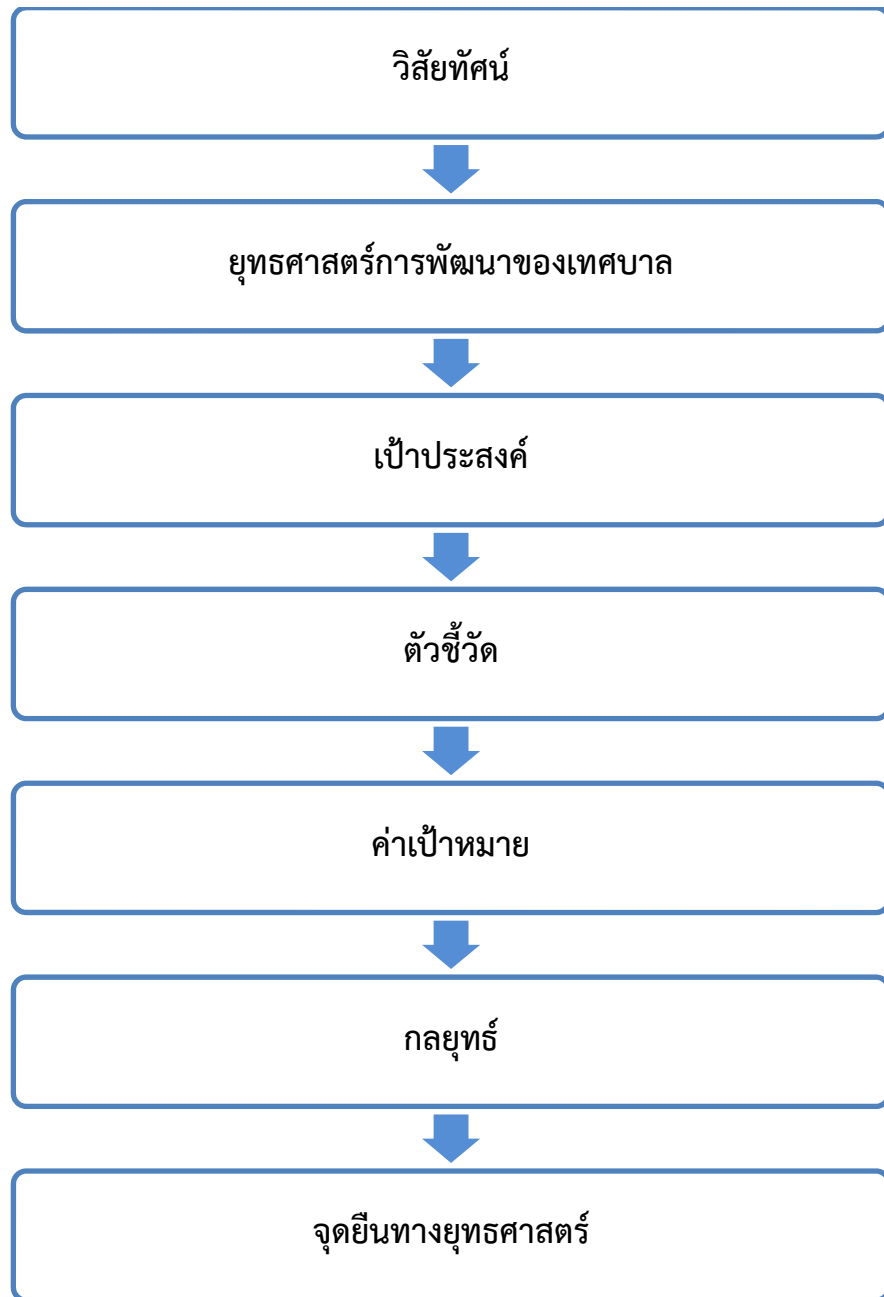 วิสัยทัศน์
ยุทธศาสตร์การพัฒนาของเทศบาล
เป้าประสงค์
ตัวชี้วัด
ค่าเป้าหมาย
กลยุทธ์
จุดยืนทางยุทธศาสตร์